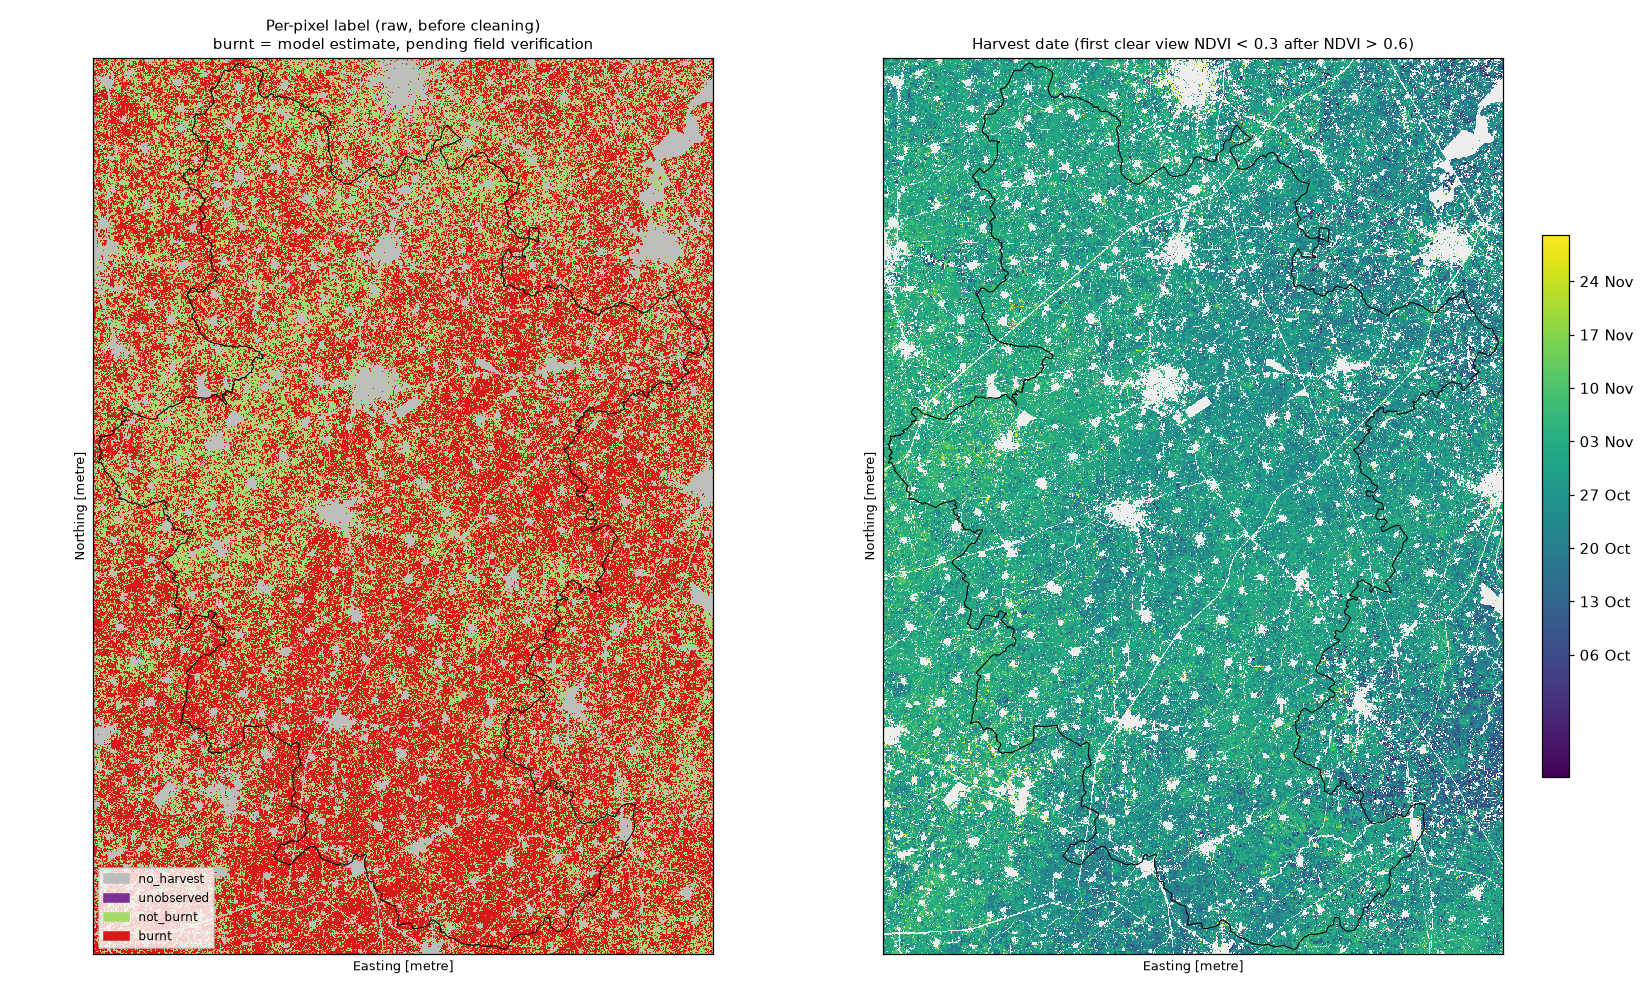 Per-pixel label (raw, before cleaning)
burnt = model estimate, pending field verification
Northing [metre]
no_harvest
unobserved
not_burnt
burnt
Easting [metre]
Harvest date (first clear view NDVI < 0.3 after NDVI > 0.6)
Northing [metre]
Easting [metre]
24 Nov
17 Nov
10 Nov
03 Nov
27 Oct
20 Oct
13 Oct
06 Oct